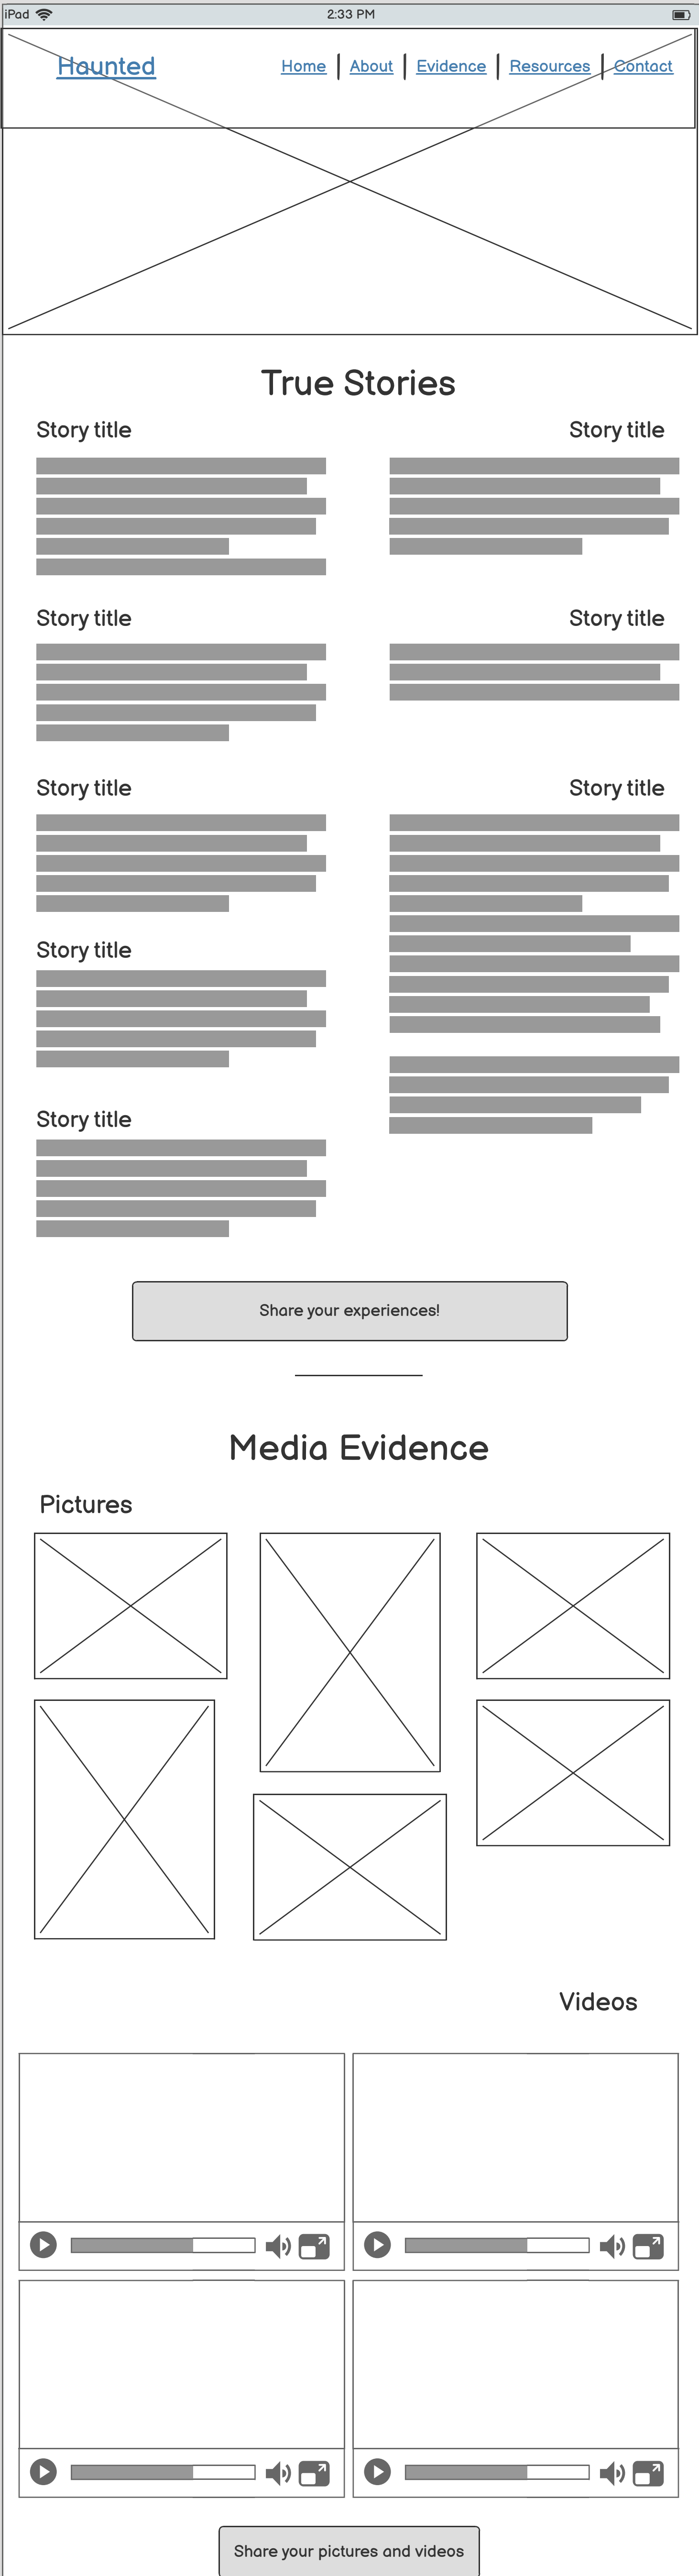 iPad 2:33 PM
Haunted Home About Evidence Resources Contact
True Stories
Story title Story title
Story title Story title
Story title Story title
Story title
Story title
Share your experiences!
Media Evidence
Pictures
Videos
Share your pictures and videos